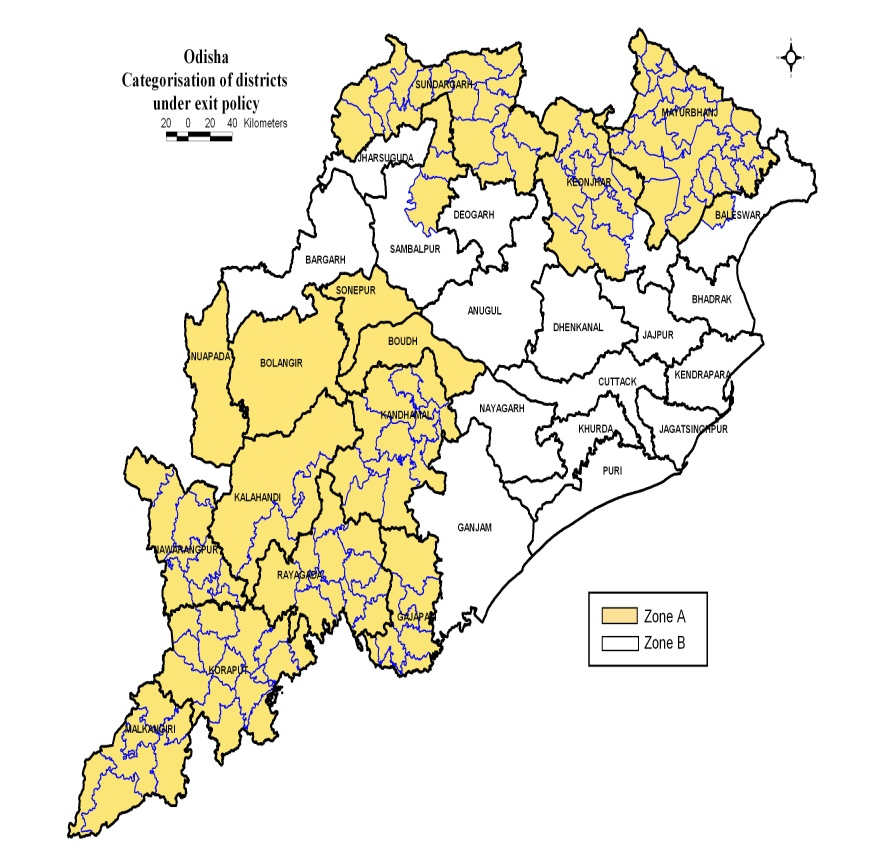 Odisha
Categorisation of districts
under exit policy
20 0 20 40 Kilometers
SUNDARGARH
MAYURBHANJ
JHARSUGUDA
KEONJHAR
DEOGARH
BALESWAR
SAMBALPUR
BARGARH
SONEPUR
BHADRAK
ANUGUL
DHENKANAL
JAJPUR
BOUDH
NUAPADA
BOLANGIR
KENDRAPARA
CUTTACK
NAYAGARH
KANDHAMAL
KHURDA
JAGATSINGHPUR
PURI
KALAHANDI
GANJAM
NAWARANGPUR
RAYAGADA
GAJAPATI
Zone A
Zone B
KORAPUT
MALKANGIRI